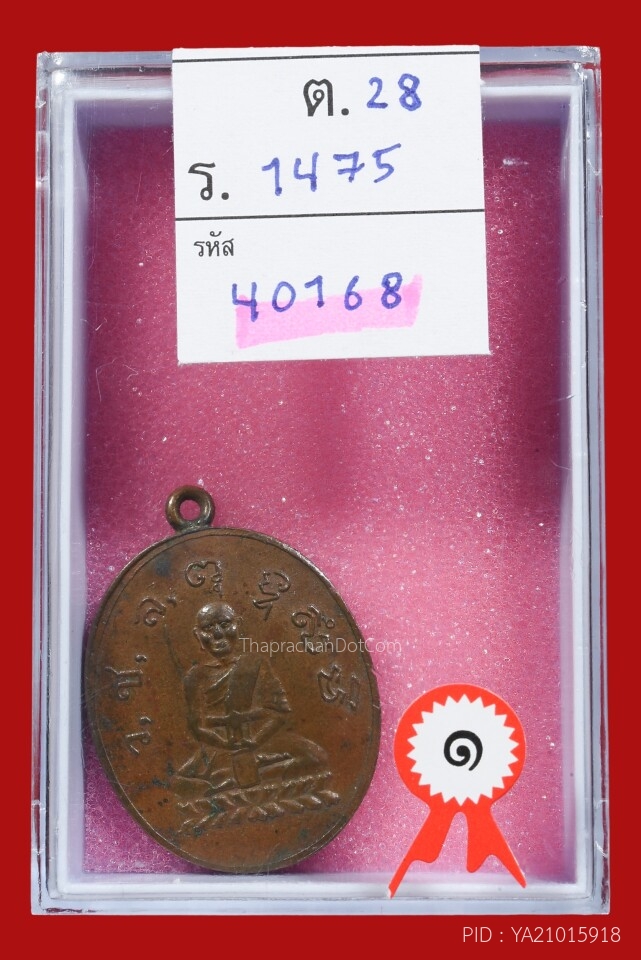 ต. 28
ร. 1475
รหัส
40168
ThaprachanDotCom
๑
PID : YA21015918